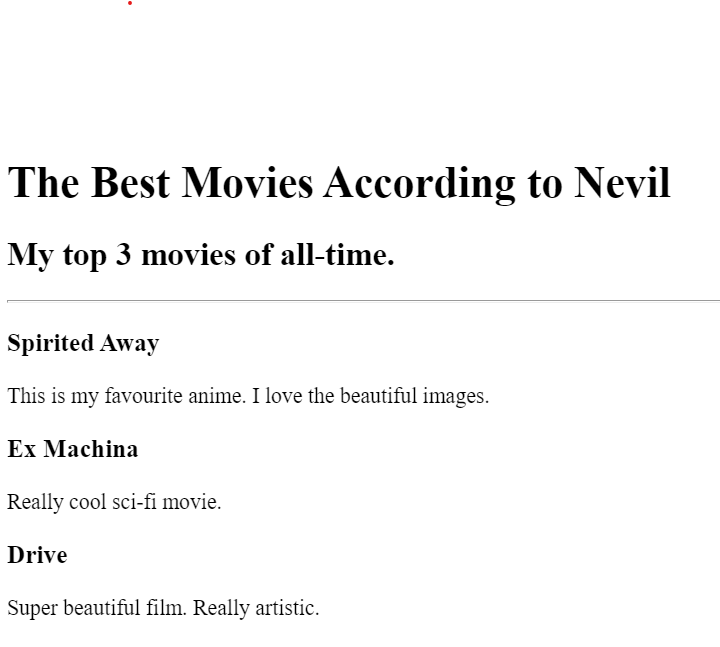 The Best Movies According to Nevil
My top 3 movies of all-time.
Spirited Away
This is my favourite anime. I love the beautiful images.
Ex Machina
Really cool sci-fi movie.
Drive
Super beautiful film. Really artistic.